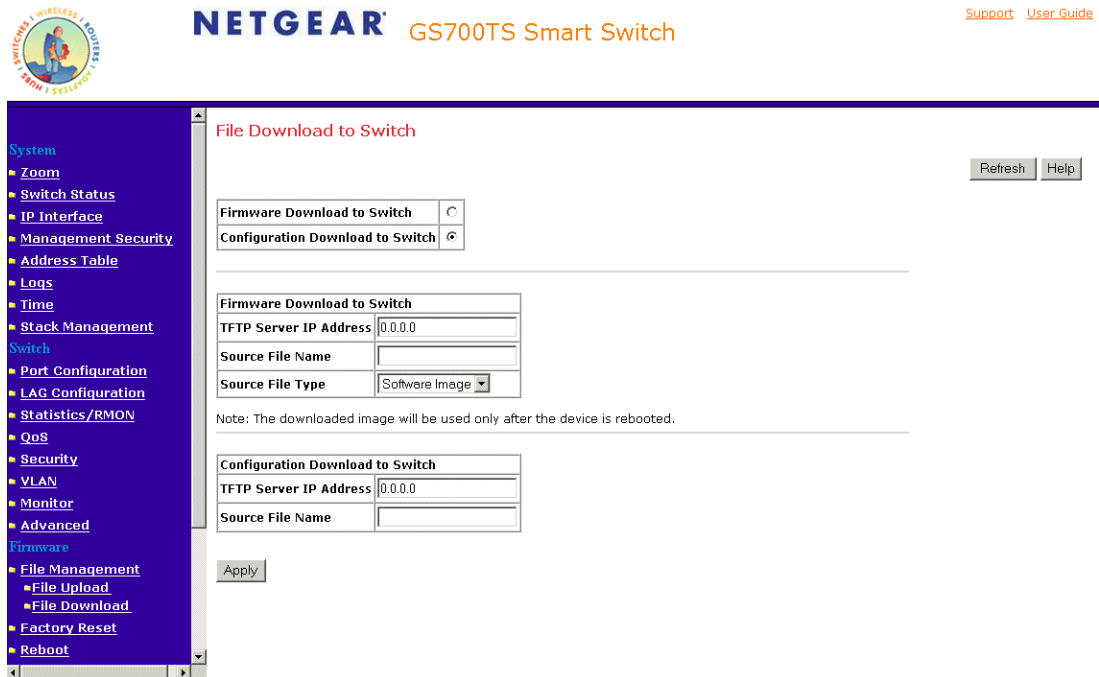 WIRELESS | ROUTERS | ADAPTERS | HUBS | SWITCHES
NETGEAR
GS700TS Smart Switch
Support User Guide
File Download to Switch
Refresh Help
System
Zoom
Switch Status
IP Interface
Management Security
Address Table
Logs
Time
Stack Management
Switch
Port Configuration
LAG Configuration
Statistics/RMON
QoS
Security
VLAN
Monitor
Advanced
Firmware
File Management
File Upload
File Download
Factory Reset
Reboot
Firmware Download to Switch
Configuration Download to Switch
Firmware Download to Switch
TFTP Server IP Address 0.0.0.0
Source File Name
Source File Type Software Image
Note: The downloaded image will be used only after the device is rebooted.
Configuration Download to Switch
TFTP Server IP Address 0.0.0.0
Source File Name
Apply